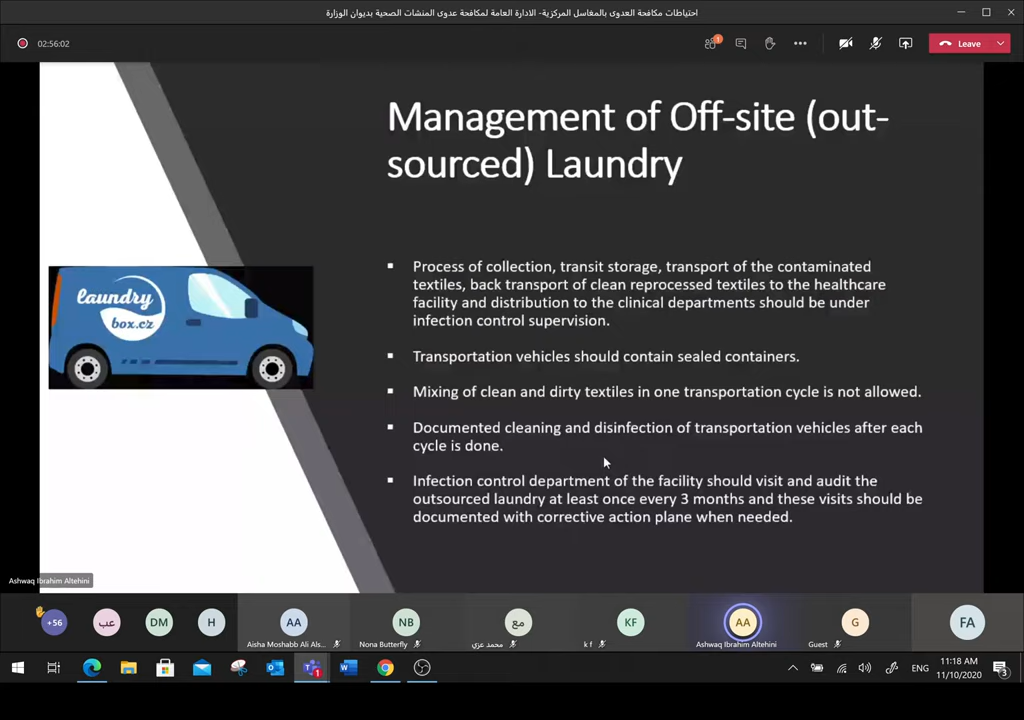 احتياطات مكافحة العدوى بالمغاسل المركزية- الادارة العامة لمكافحة عدوى المنشات الصحية بديوان الوزارة
02:56:02
1
Leave
Management of Off-site (out-
sourced) Laundry
laundry
box.cz
▪ Process of collection, transit storage, transport of the contaminated
textiles, back transport of clean reprocessed textiles to the healthcare
facility and distribution to the clinical departments should be under
infection control supervision.
▪ Transportation vehicles should contain sealed containers.
▪ Mixing of clean and dirty textiles in one transportation cycle is not allowed.
▪ Documented cleaning and disinfection of transportation vehicles after each
cycle is done.
▪ Infection control department of the facility should visit and audit the
outsourced laundry at least once every 3 months and these visits should be
documented with corrective action plane when needed.
Ashwaq Ibrahim Altehini
+56
عب
DM
H
AA
NB
مع
KF
AA
G
FA
Aisha Moshabb Ali Als...
Nona Butterfly
محمد عزي
k f
Ashwaq Ibrahim Altehini
Guest
1
ENG
11:18 AM
11/10/2020
3